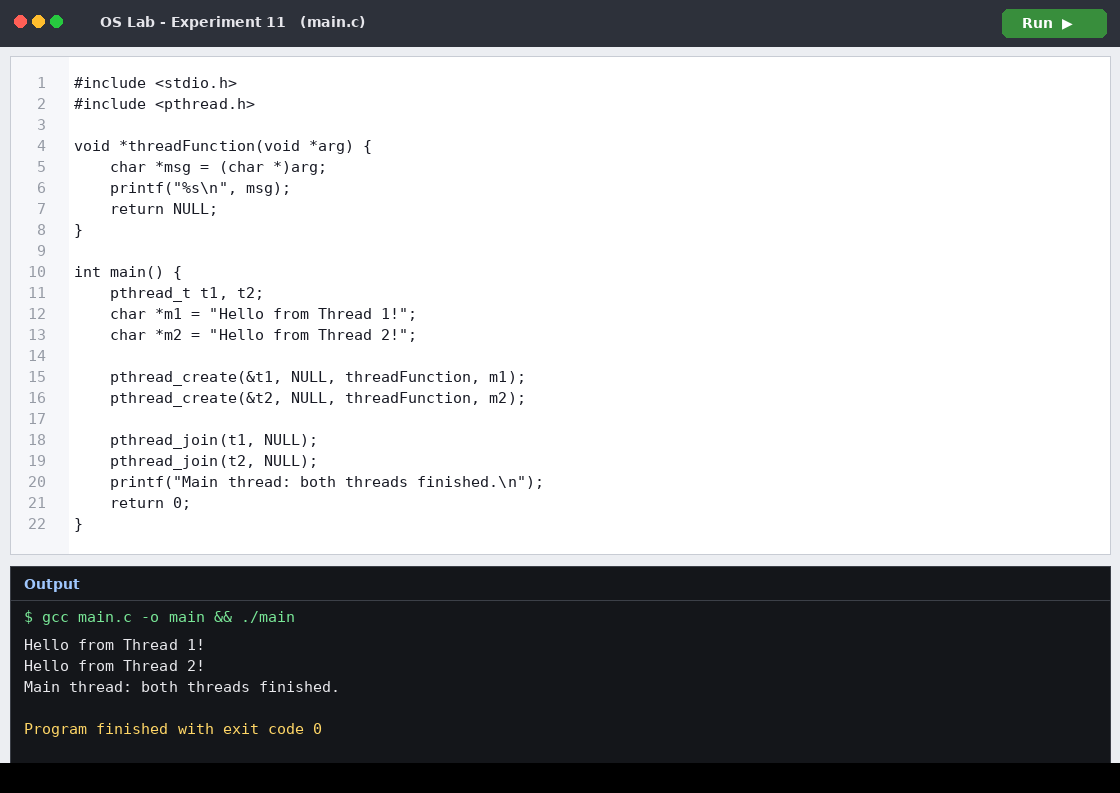 OS Lab - Experiment 11   (main.c)
Run ▶
1 #include <stdio.h>
2 #include <pthread.h>
3
4 void *threadFunction(void *arg) {
5     char *msg = (char *)arg;
6     printf("%s\n", msg);
7     return NULL;
8 }
9
10 int main() {
11     pthread_t t1, t2;
12     char *m1 = "Hello from Thread 1!";
13     char *m2 = "Hello from Thread 2!";
14
15     pthread_create(&t1, NULL, threadFunction, m1);
16     pthread_create(&t2, NULL, threadFunction, m2);
17
18     pthread_join(t1, NULL);
19     pthread_join(t2, NULL);
20     printf("Main thread: both threads finished.\n");
21     return 0;
22 }
Output
$ gcc main.c -o main && ./main
Hello from Thread 1!
Hello from Thread 2!
Main thread: both threads finished.
Program finished with exit code 0